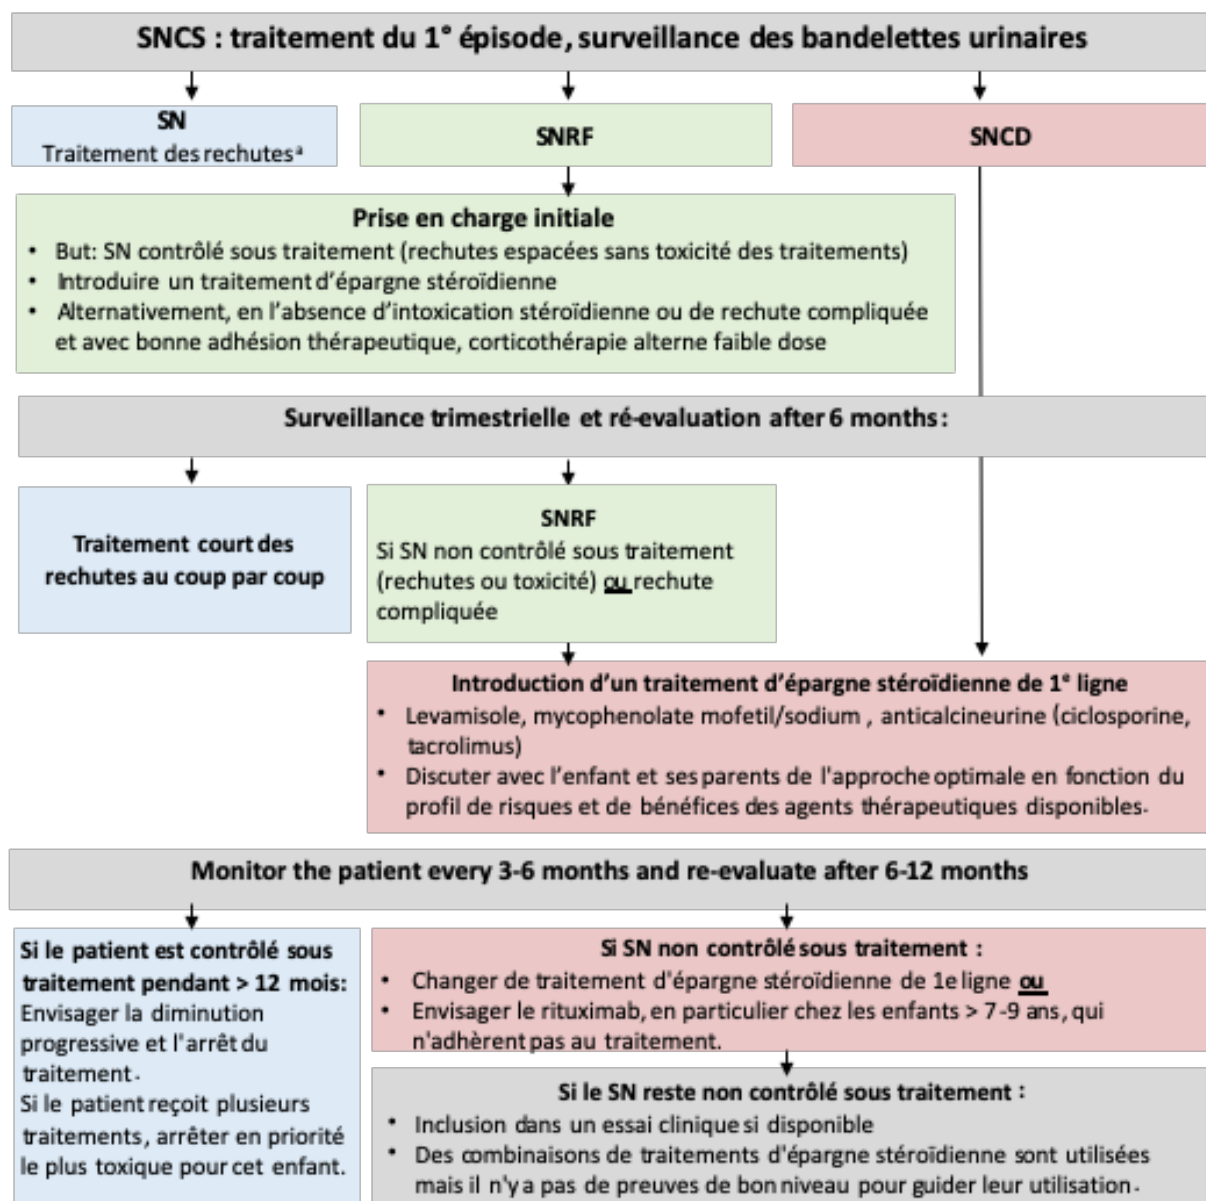 SNCS : traitement du 1° épisode, surveillance des bandelettes urinaires
SN
Traitement des rechutesª
SNRF
SNCD
Prise en charge initiale
• But: SN contrôlé sous traitement (rechutes espacées sans toxicité des traitements)
• Introduire un traitement d'épargne stéroïdienne
• Alternativement, en l'absence d'intoxication stéroïdienne ou de rechute compliquée
et avec bonne adhésion thérapeutique, corticothérapie alterne faible dose
Surveillance trimestrielle et ré-evaluation after 6 months:
Traitement court des
rechutes au coup par coup
SNRF
Si SN non contrôlé sous traitement
(rechutes ou toxicité) ou rechute
compliquée
Introduction d'un traitement d'épargne stéroïdienne de 1ᵉ ligne
• Levamisole, mycophenolate mofetil/sodium , anticalcineurine (ciclosporine,
tacrolimus)
• Discuter avec l'enfant et ses parents de l'approche optimale en fonction du
profil de risques et de bénéfices des agents thérapeutiques disponibles.
Monitor the patient every 3-6 months and re-evaluate after 6-12 months
Si le patient est contrôlé sous
traitement pendant > 12 mois:
Envisager la diminution
progressive et l'arrêt du
traitement.
Si le patient reçoit plusieurs
traitements, arrêter en priorité
le plus toxique pour cet enfant.
Si SN non contrôlé sous traitement :
• Changer de traitement d'épargne stéroïdienne de 1e ligne ou
• Envisager le rituximab, en particulier chez les enfants > 7-9 ans, qui
n'adhèrent pas au traitement.
Si le SN reste non contrôlé sous traitement :
• Inclusion dans un essai clinique si disponible
• Des combinaisons de traitements d'épargne stéroïdienne sont utilisées
mais il n'y a pas de preuves de bon niveau pour guider leur utilisation.